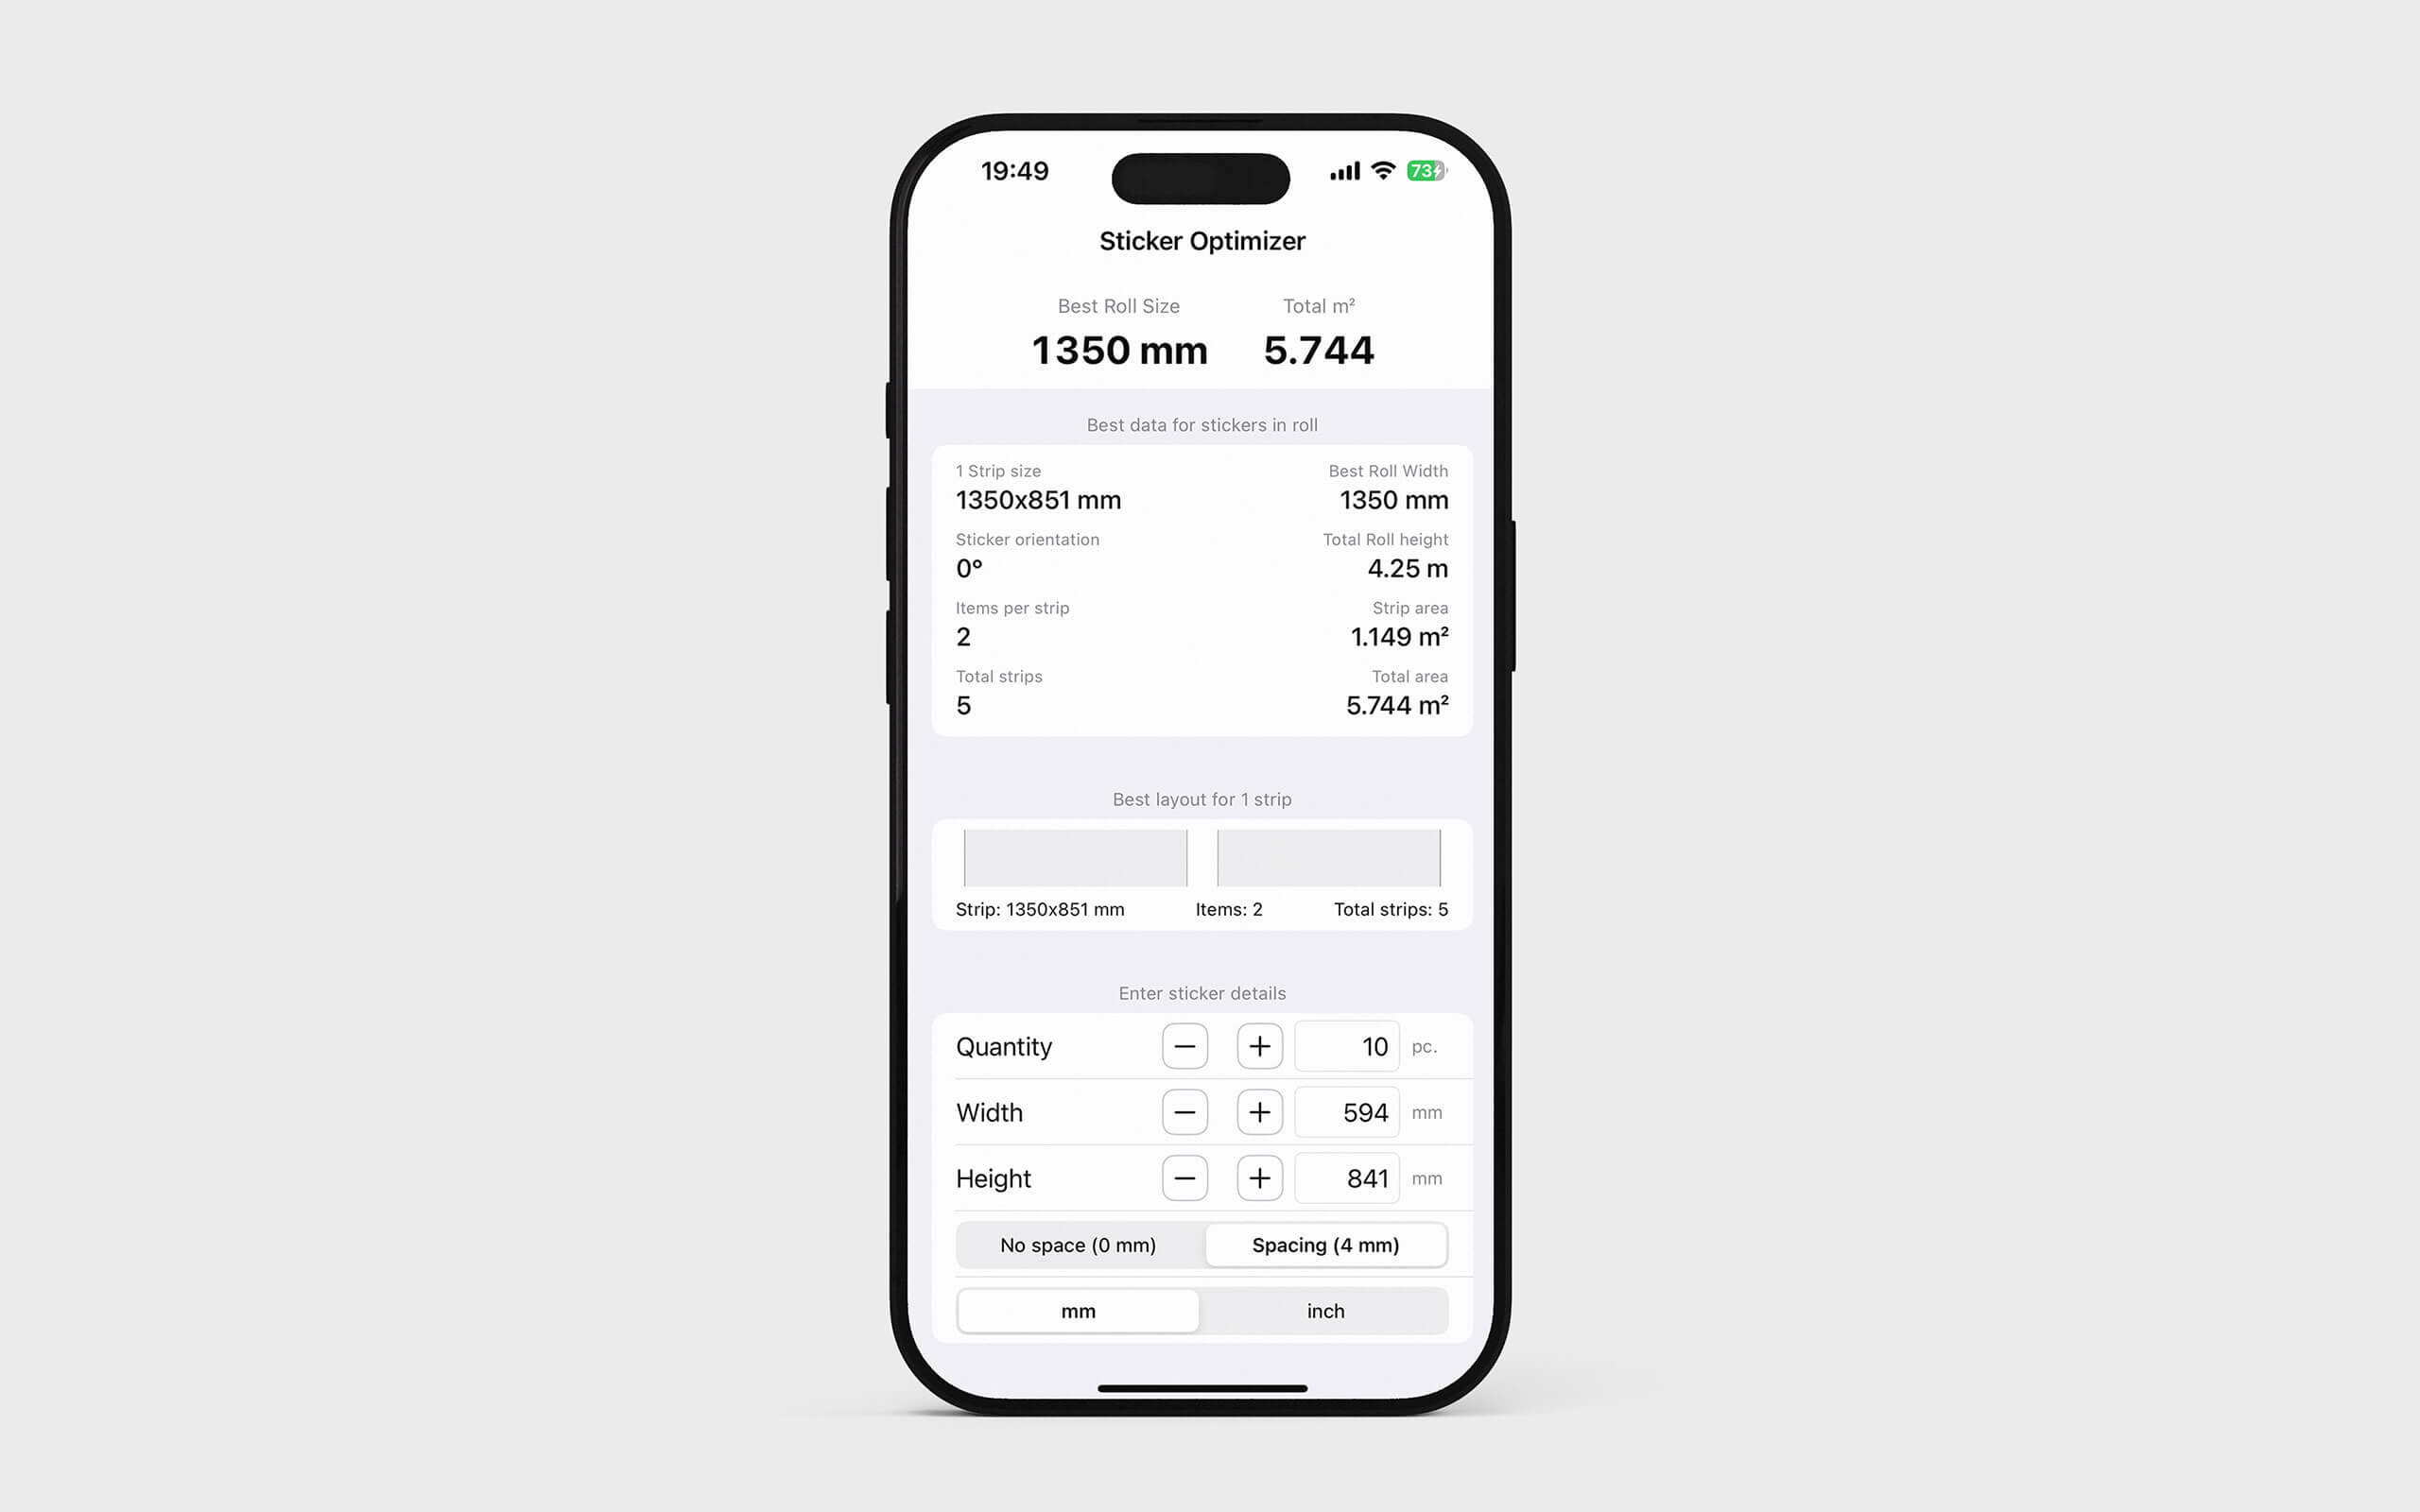 19:49
73
Sticker Optimizer
Best Roll Size Total m²
1350 mm 5.744
Best data for stickers in roll
1 Strip size Best Roll Width
1350x851 mm 1350 mm
Sticker orientation Total Roll height
0° 4.25 m
Items per strip Strip area
2 1.149 m²
Total strips Total area
5 5.744 m²
Best layout for 1 strip
Strip: 1350x851 mm Items: 2 Total strips: 5
Enter sticker details
Quantity 10 pc.
Width 594 mm
Height 841 mm
No space (0 mm) Spacing (4 mm)
mm inch